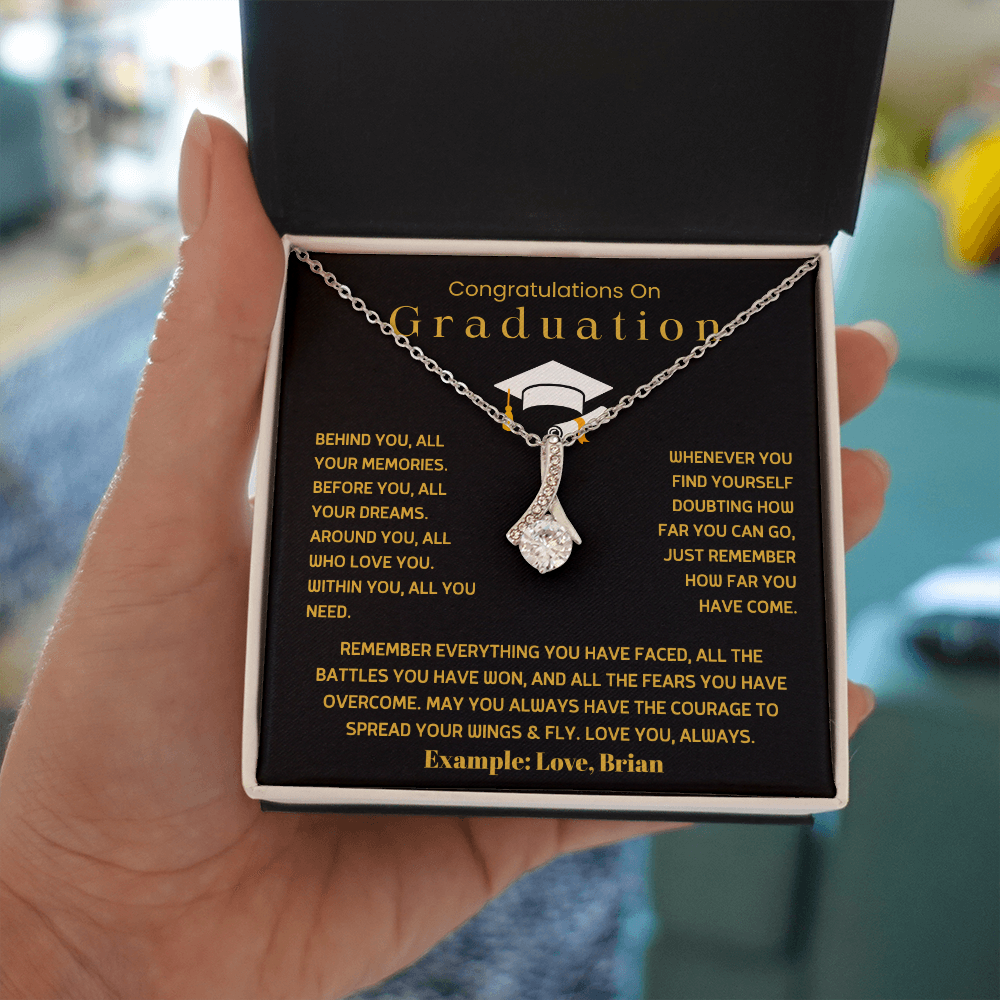 Congratulations On
Graduation
BEHIND YOU, ALL
YOUR MEMORIES.
BEFORE YOU, ALL
YOUR DREAMS.
AROUND YOU, ALL
WHO LOVE YOU.
WITHIN YOU, ALL YOU
NEED.
WHENEVER YOU
FIND YOURSELF
DOUBTING HOW
FAR YOU CAN GO,
JUST REMEMBER
HOW FAR YOU
HAVE COME.
REMEMBER EVERYTHING YOU HAVE FACED, ALL THE
BATTLES YOU HAVE WON, AND ALL THE FEARS YOU HAVE
OVERCOME. MAY YOU ALWAYS HAVE THE COURAGE TO
SPREAD YOUR WINGS & FLY. LOVE YOU, ALWAYS.
Example: Love, Brian